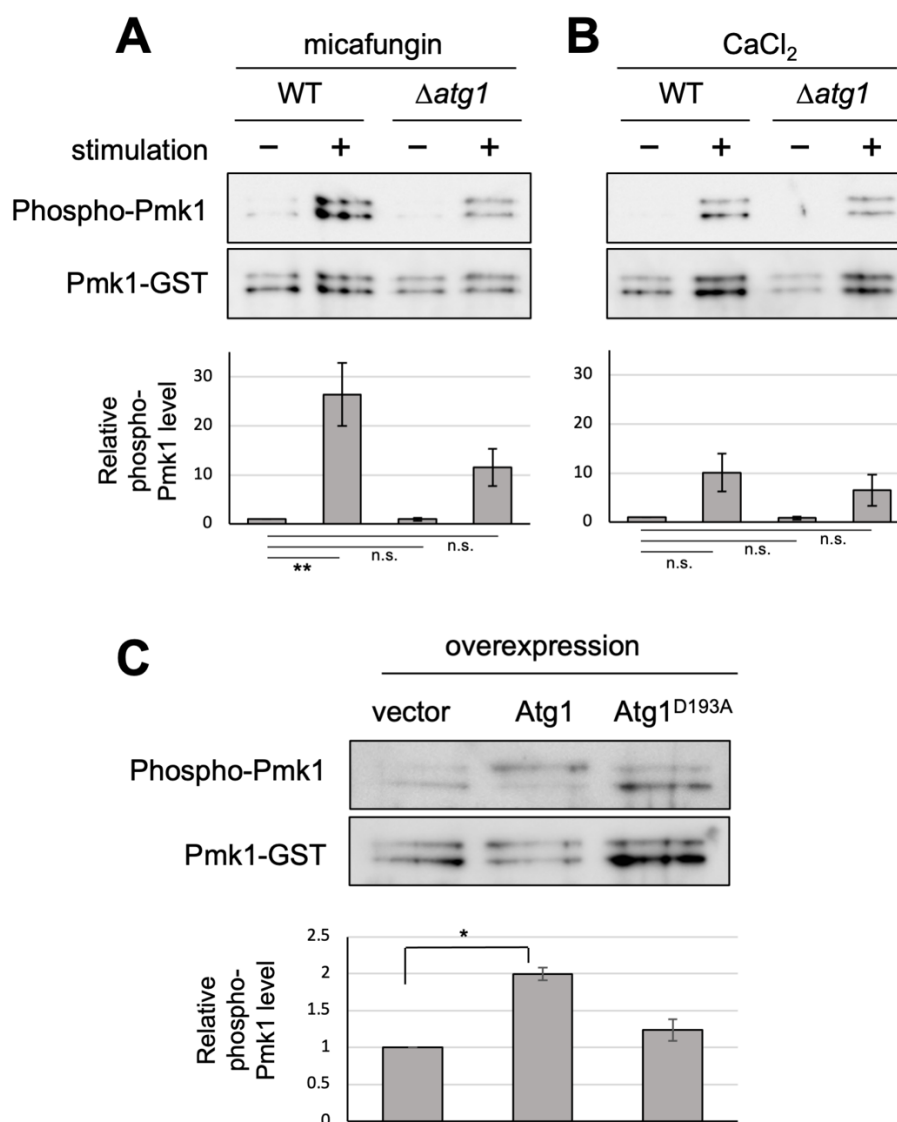 A
B
micafungin
CaCl₂
WT Δatg1 WT Δatg1
stimulation − + − + − + − +
Phospho-Pmk1
Pmk1-GST
Relative
phospho-
Pmk1 level
30
20
10
0
30
20
10
0
n.s.
n.s.
**
n.s.
n.s.
n.s.
C
overexpression
vector Atg1 Atg1ᴰ¹⁹³ᴬ
Phospho-Pmk1
Pmk1-GST
Relative
phospho-
Pmk1 level
2.5
2
1.5
1
0.5
0
*